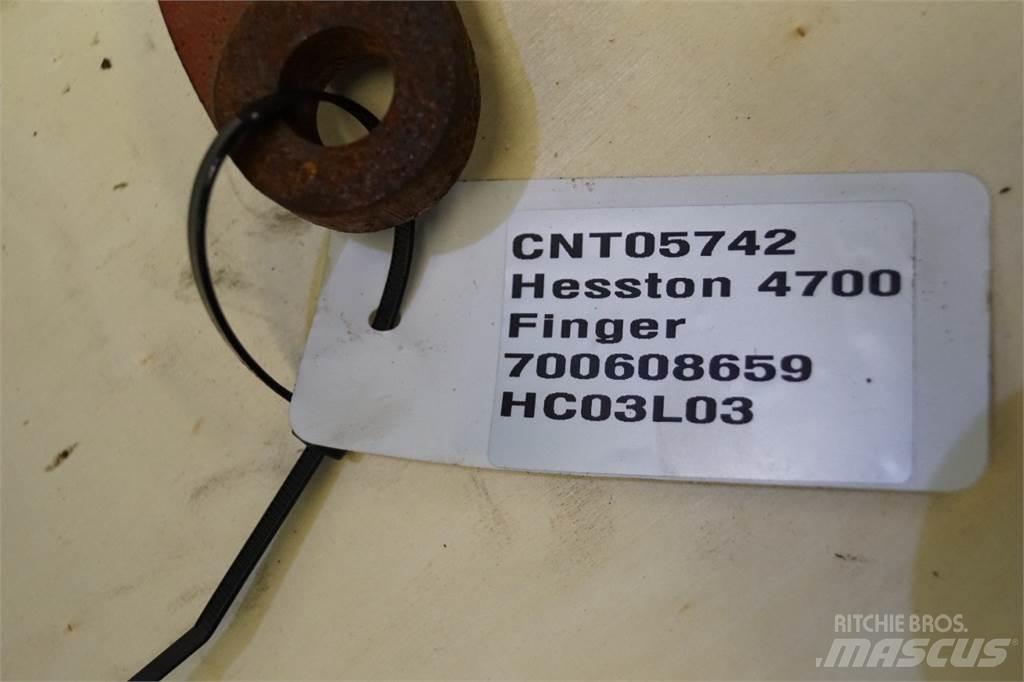 CNT05742
Hesston 4700
Finger
700608659
HC03L03
RITCHIE BROS.
MASCUS